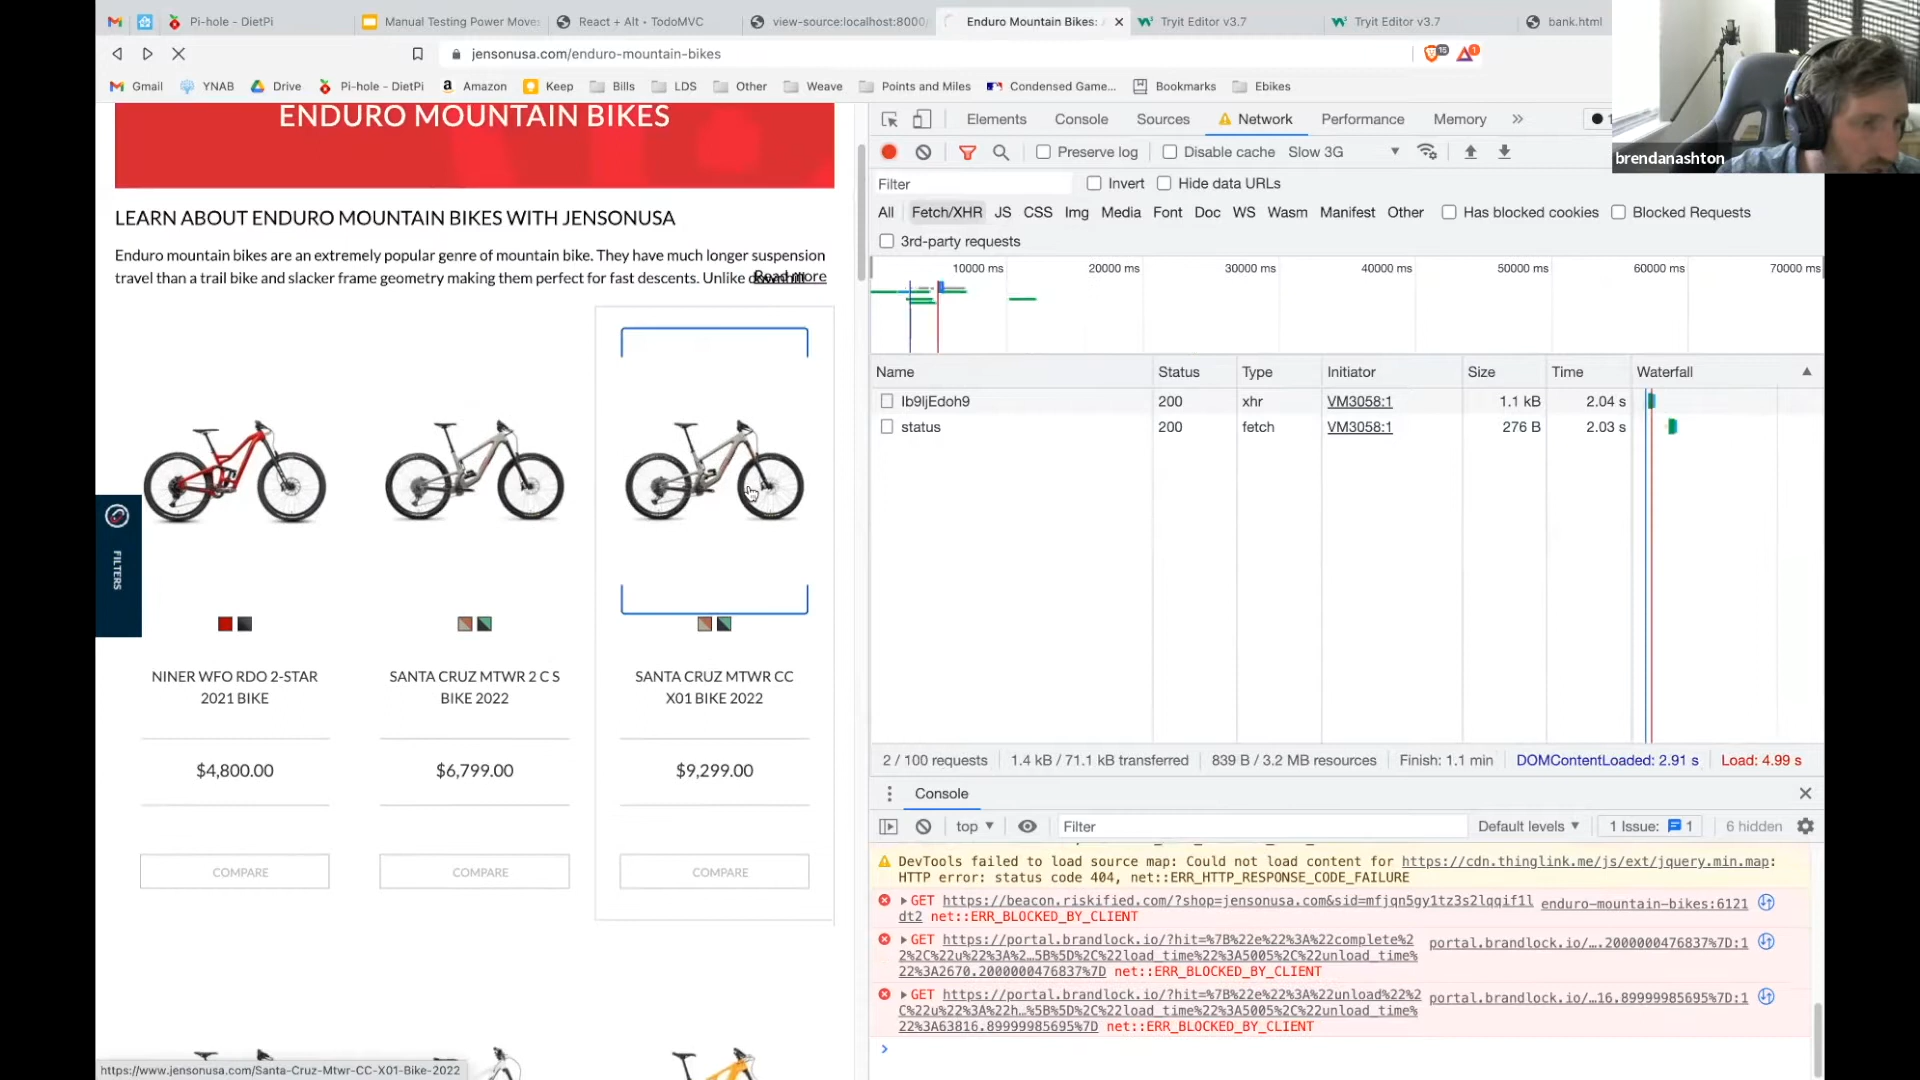 Pi-hole - DietPi
Manual Testing Power Move
React + Alt - TodoMVC
view-source:localhost:8000/
Enduro Mountain Bikes:
Tryit Editor v3.7
Tryit Editor v3.7
bank.html
jensonusa.com/enduro-mountain-bikes
15
1
Gmail
YNAB
Drive
Pi-hole - DietPi
Amazon
Keep
Bills
LDS
Other
Weave
Points and Miles
Condensed Game...
Bookmarks
Ebikes
brendanashton
ENDURO MOUNTAIN BIKES
LEARN ABOUT ENDURO MOUNTAIN BIKES WITH JENSONUSA
Enduro mountain bikes are an extremely popular genre of mountain bike. They have much longer suspension
travel than a trail bike and slacker frame geometry making them perfect for fast descents. Unlike
Read more
FILTERS
NINER WFO RDO 2-STAR
2021 BIKE
SANTA CRUZ MTWR 2 C S
BIKE 2022
SANTA CRUZ MTWR CC
X01 BIKE 2022
$4,800.00
$6,799.00
$9,299.00
COMPARE
COMPARE
COMPARE
https://www.jensonusa.com/Santa-Cruz-Mtwr-CC-X01-Bike-2022
Elements
Console
Sources
Network
Performance
Memory
1
Preserve log
Disable cache
Slow 3G
Filter
Invert
Hide data URLs
All
Fetch/XHR
JS
CSS
Img
Media
Font
Doc
WS
Wasm
Manifest
Other
Has blocked cookies
Blocked Requests
3rd-party requests
10000 ms
20000 ms
30000 ms
40000 ms
50000 ms
60000 ms
70000 ms
Name
Status
Type
Initiator
Size
Time
Waterfall
Ib9IjEdoh9
200
xhr
VM3058:1
1.1 kB
2.04 s
status
200
fetch
VM3058:1
276 B
2.03 s
2 / 100 requests
1.4 kB / 71.1 kB transferred
839 B / 3.2 MB resources
Finish: 1.1 min
DOMContentLoaded: 2.91 s
Load: 4.99 s
Console
top
Filter
Default levels
1 Issue:
1
6 hidden
DevTools failed to load source map: Could not load content for https://cdn.thinglink.me/js/ext/jquery.min.map:
HTTP error: status code 404, net::ERR_HTTP_RESPONSE_CODE_FAILURE
GET https://beacon.riskified.com/?shop=jensonusa.com&sid=mfjqn5gy1tz3s2lqqif1l enduro-mountain-bikes:6121
dt2 net::ERR_BLOCKED_BY_CLIENT
GET https://portal.brandlock.io/?hit=%7B%22e%22%3A%22complete%2 portal.brandlock.io/….2000000476837%7D:1
2%2C%22u%22%3A%2…5B%5D%2C%22load_time%22%3A5005%2C%22unload_time
%22%3A2670.2000000476837%7D net::ERR_BLOCKED_BY_CLIENT
GET https://portal.brandlock.io/?hit=%7B%22e%22%3A%22unload%22%2 portal.brandlock.io/…16.89999985695%7D:1
C%22u%22%3A%22h…%5B%5D%2C%22load_time%22%3A5005%2C%22unload_time
%22%3A63816.89999985695%7D net::ERR_BLOCKED_BY_CLIENT